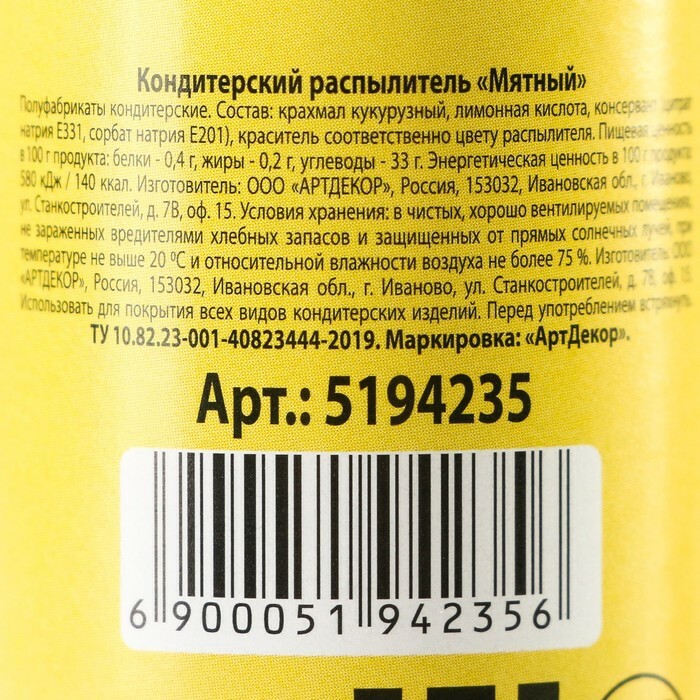 Кондитерский распылитель «Мятный»
Полуфабрикаты кондитерские. Состав: крахмал кукурузный, лимонная кислота, консервант (цитрат
натрия Е331, сорбат натрия Е201), краситель соответственно цвету распылителя. Пищевая ценность
в 100 г продукта: белки - 0,4 г, жиры - 0,2 г, углеводы - 33 г. Энергетическая ценность в 100 г продукта:
580 кДж / 140 ккал. Изготовитель: ООО «АРТДЕКОР», Россия, 153032, Ивановская обл., г. Иваново,
ул. Станкостроителей, д. 7В, оф. 15. Условия хранения: в чистых, хорошо вентилируемых помещениях,
не зараженных вредителями хлебных запасов и защищенных от прямых солнечных лучей, при
температуре не выше 20 °С и относительной влажности воздуха не более 75 %. Изготовитель: ООО
«АРТДЕКОР», Россия, 153032, Ивановская обл., г. Иваново, ул. Станкостроителей, д. 7В, оф. 15.
Использовать для покрытия всех видов кондитерских изделий. Перед употреблением встряхнуть.
ТУ 10.82.23-001-40823444-2019. Маркировка: «АртДекор».
Арт.: 5194235
6 900051 942356